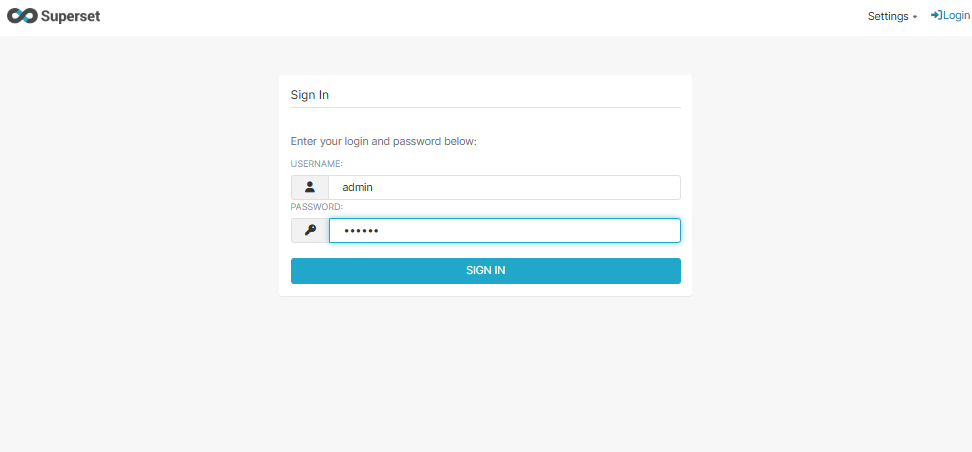 Superset
Settings
Login
Sign In
Enter your login and password below:
USERNAME:
admin
PASSWORD:
••••••
SIGN IN